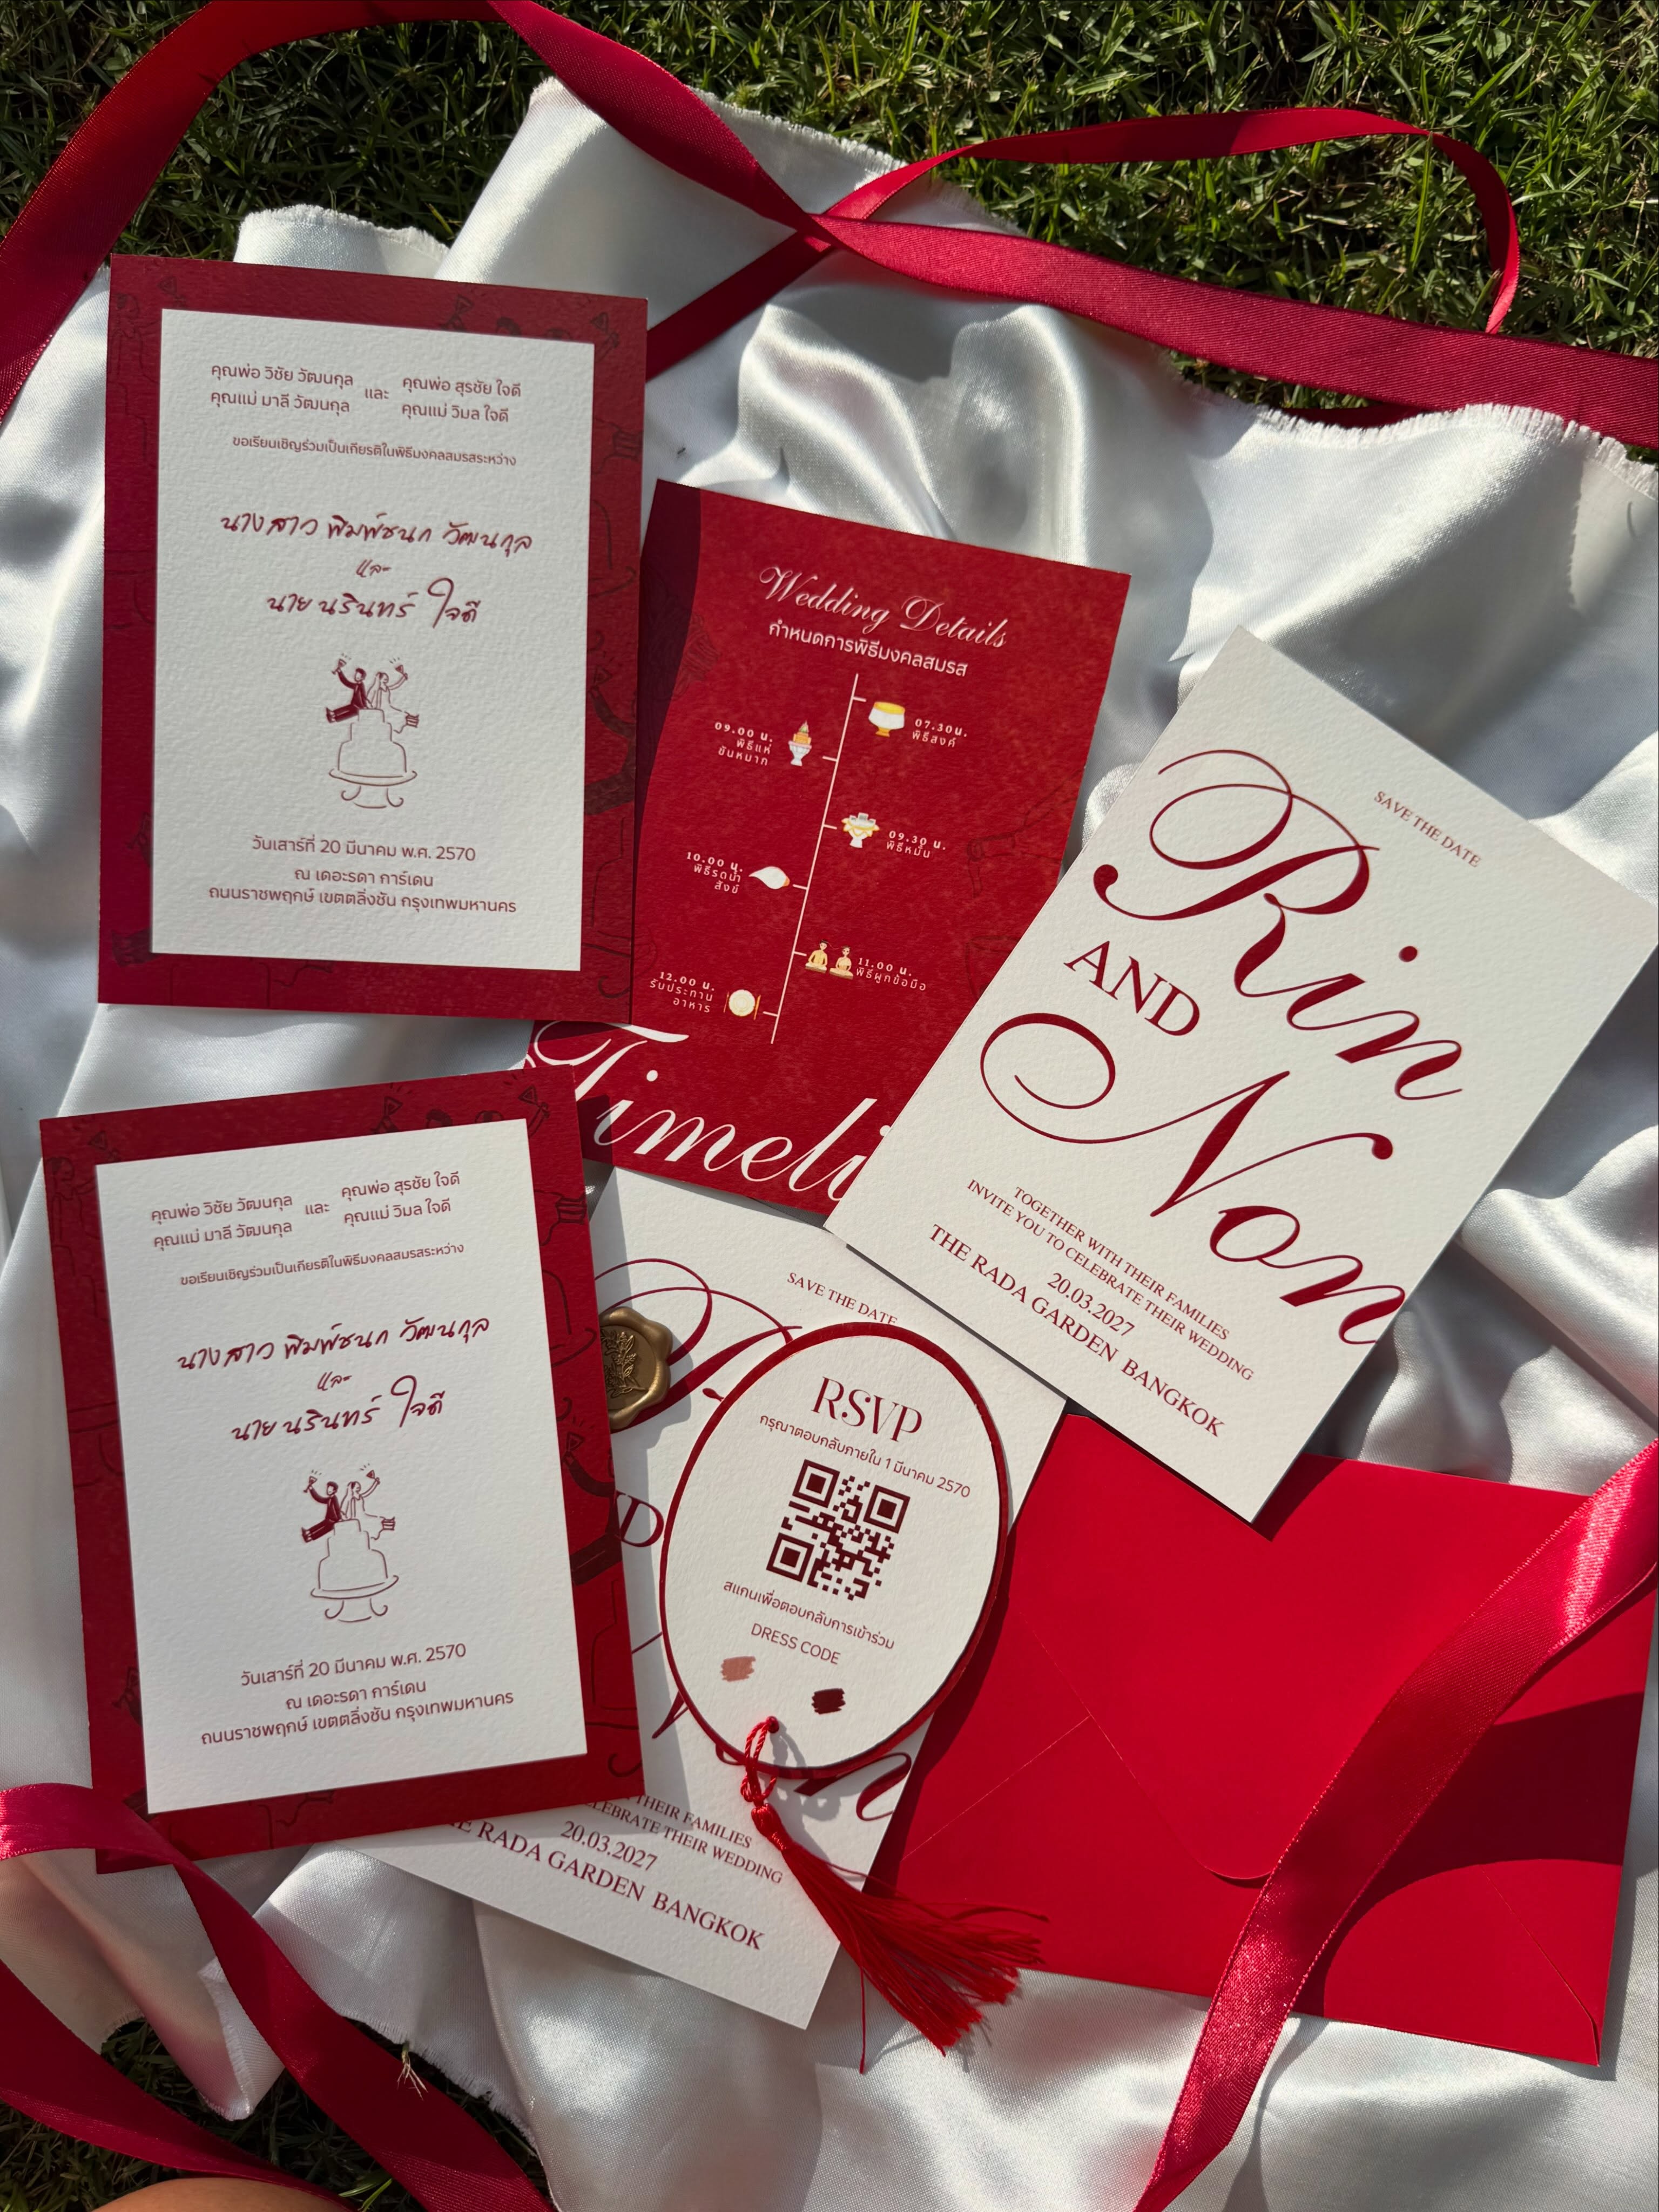 คุณพ่อ วิชัย วัฒนกุล
คุณแม่ มาลี วัฒนกุล
และ
คุณพ่อ สุรชัย ใจดี
คุณแม่ วิมล ใจดี
ขอเรียนเชิญร่วมเป็นเกียรติในพิธีมงคลสมรสระหว่าง
นางสาว พิมพ์ชนก วัฒนกุล
และ
นาย นรินทร์ ใจดี
วันเสาร์ที่ 20 มีนาคม พ.ศ. 2570
ณ เดอะรดา การ์เดน
ถนนราชพฤกษ์ เขตตลิ่งชัน กรุงเทพมหานคร
Wedding Details
กำหนดการพิธีมงคลสมรส
07.30น.
พิธีสงค์
09.00 น.
พิธีแห่
ขันหมาก
09.30 น.
พิธีหมั้น
10.00 น.
พิธีรดน้ำ
สังข์
11.00 น.
พิธีผูกข้อมือ
12.00 น.
รับประทาน
อาหาร
Timeli
SAVE THE DATE
Rin
AND
Non
TOGETHER WITH THEIR FAMILIES
INVITE YOU TO CELEBRATE THEIR WEDDING
20.03.2027
THE RADA GARDEN BANGKOK
คุณพ่อ วิชัย วัฒนกุล
คุณแม่ มาลี วัฒนกุล
และ
คุณพ่อ สุรชัย ใจดี
คุณแม่ วิมล ใจดี
ขอเรียนเชิญร่วมเป็นเกียรติในพิธีมงคลสมรสระหว่าง
นางสาว พิมพ์ชนก วัฒนกุล
และ
นาย นรินทร์ ใจดี
วันเสาร์ที่ 20 มีนาคม พ.ศ. 2570
ณ เดอะรดา การ์เดน
ถนนราชพฤกษ์ เขตตลิ่งชัน กรุงเทพมหานคร
SAVE THE DATE
RSVP
กรุณาตอบกลับภายใน 1 มีนาคม 2570
สแกนเพื่อตอบกลับการเข้าร่วม
DRESS CODE
THEIR FAMILIES
LEBRATE THEIR WEDDING
20.03.2027
E RADA GARDEN BANGKOK